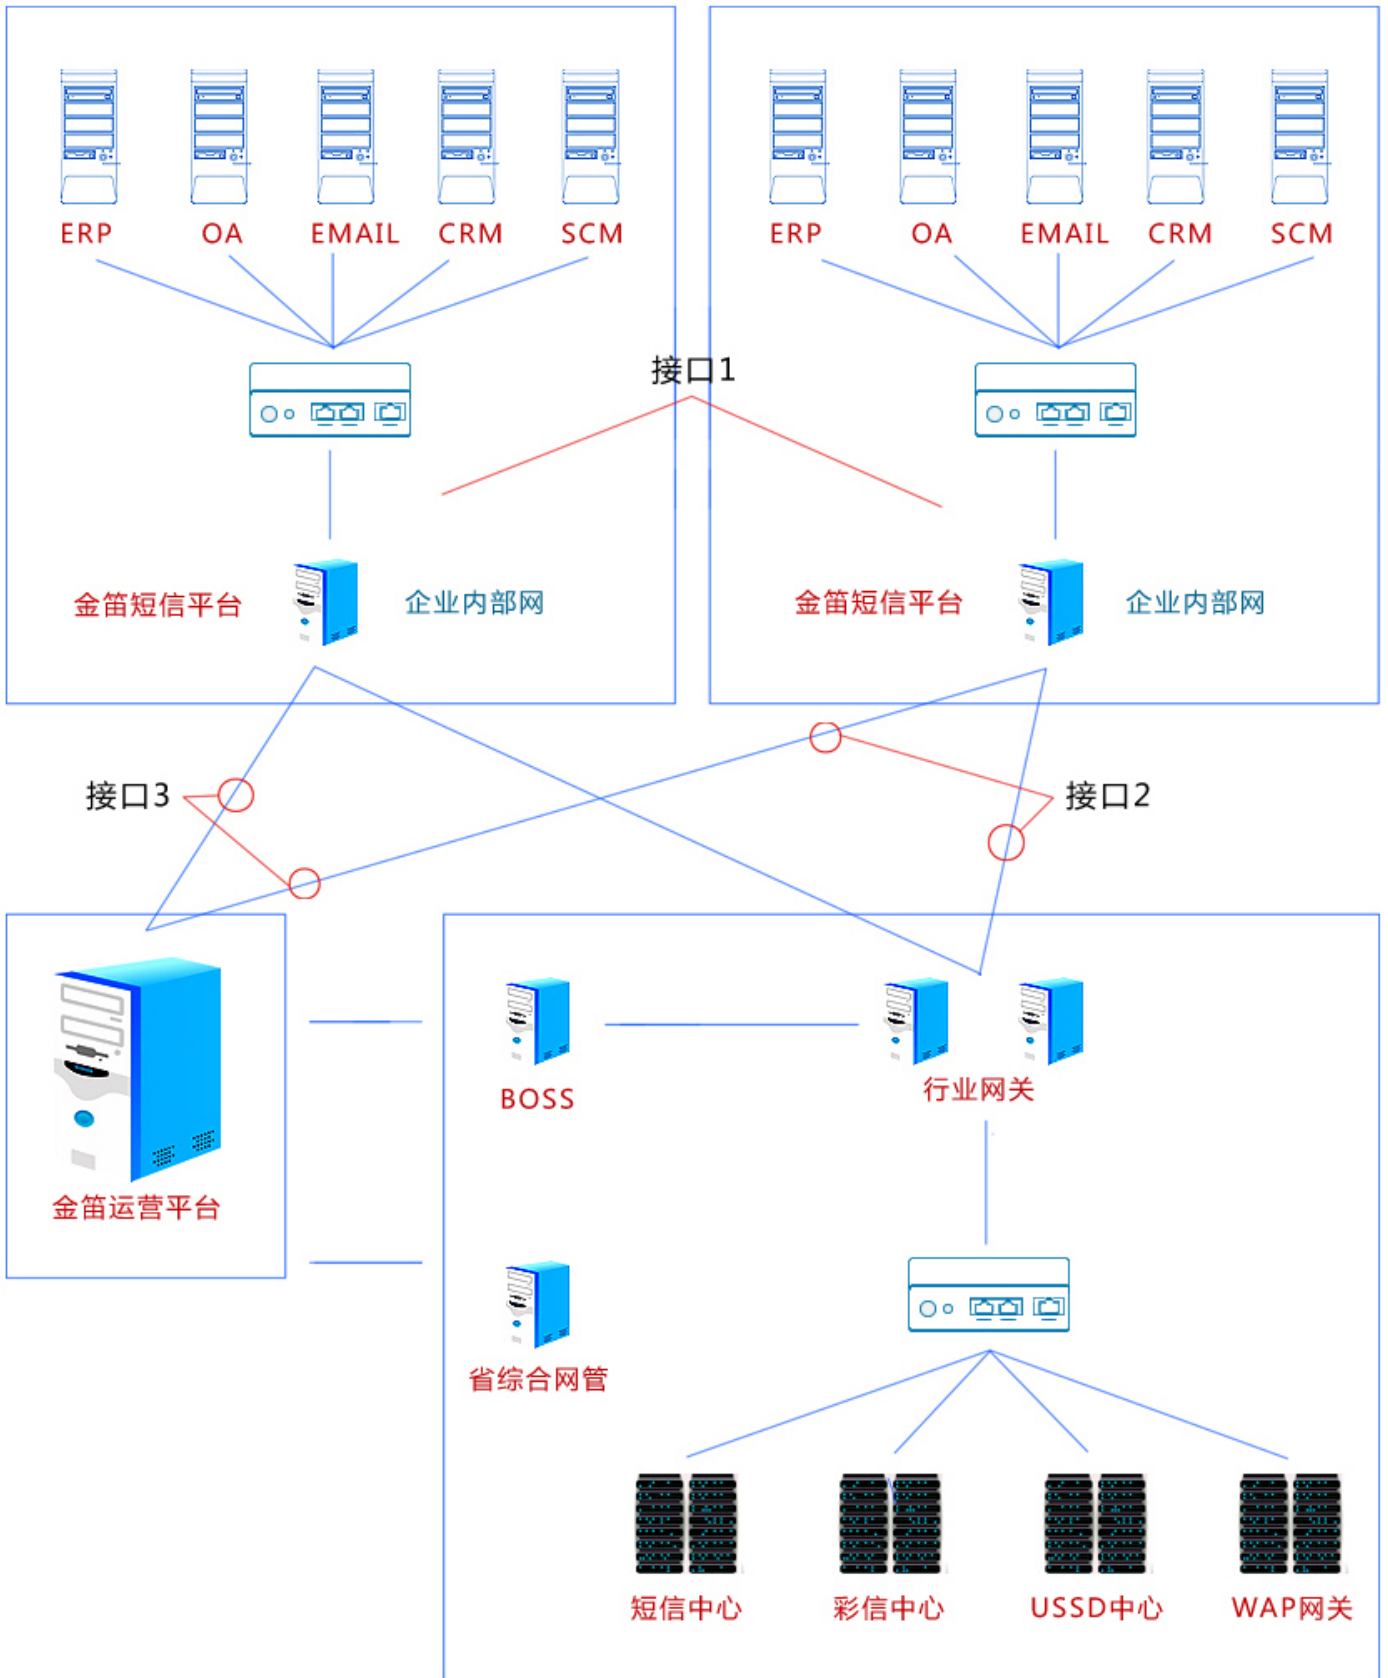 ERP OA EMAIL CRM SCM
ERP OA EMAIL CRM SCM
接口1
金笛短信平台 企业内部网
金笛短信平台 企业内部网
接口3
接口2
BOSS
行业网关
金笛运营平台
省综合网管
短信中心 彩信中心 USSD中心 WAP网关